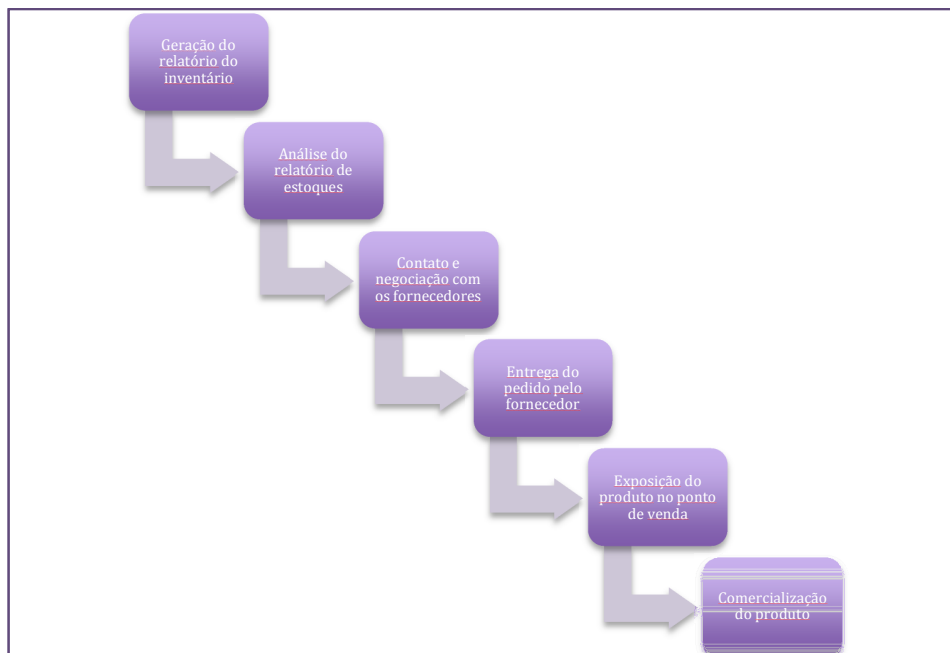 Geração do
relatório do
inventário
Análise do
relatório de
estoques
Contato e
negociação com
os fornecedores
Entrega do
pedido pelo
fornecedor
Exposição do
produto no ponto
de venda
Comercialização
do produto